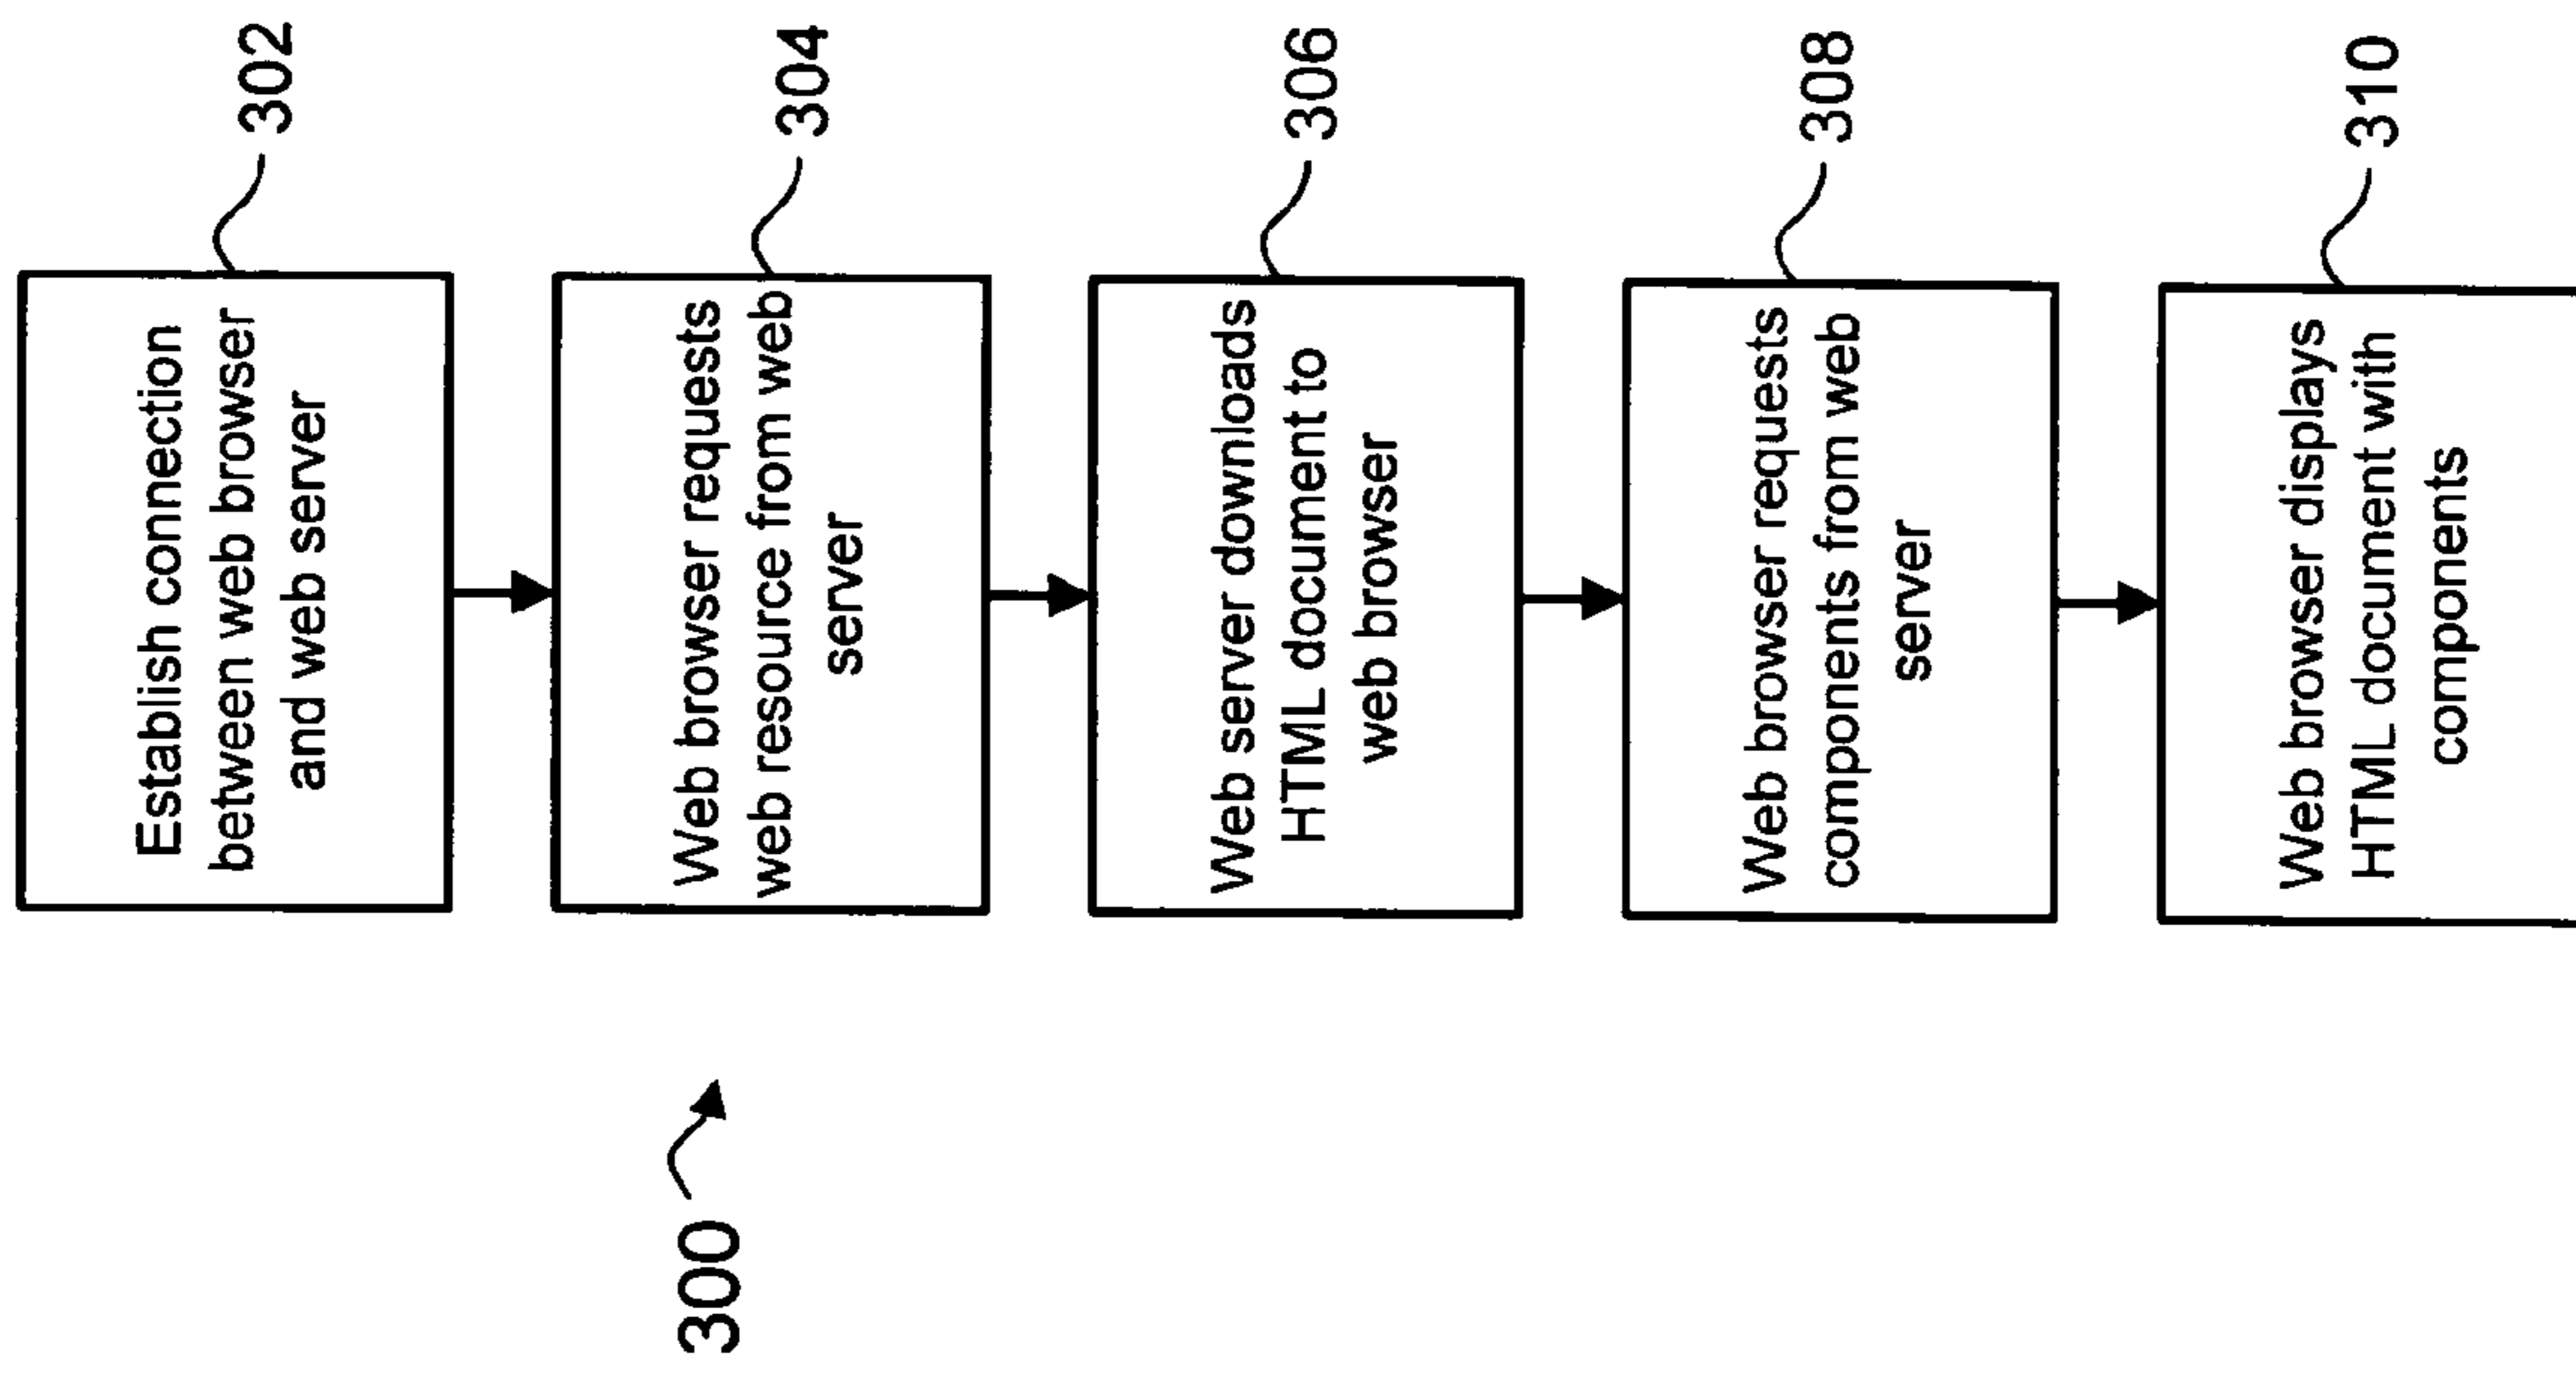 300
Establish connection
between web browser
and web server
302
Web browser requests
web resource from web
server
304
Web server downloads
HTML document to
web browser
306
Web browser requests
components from web
server
308
Web browser displays
HTML document with
components
310